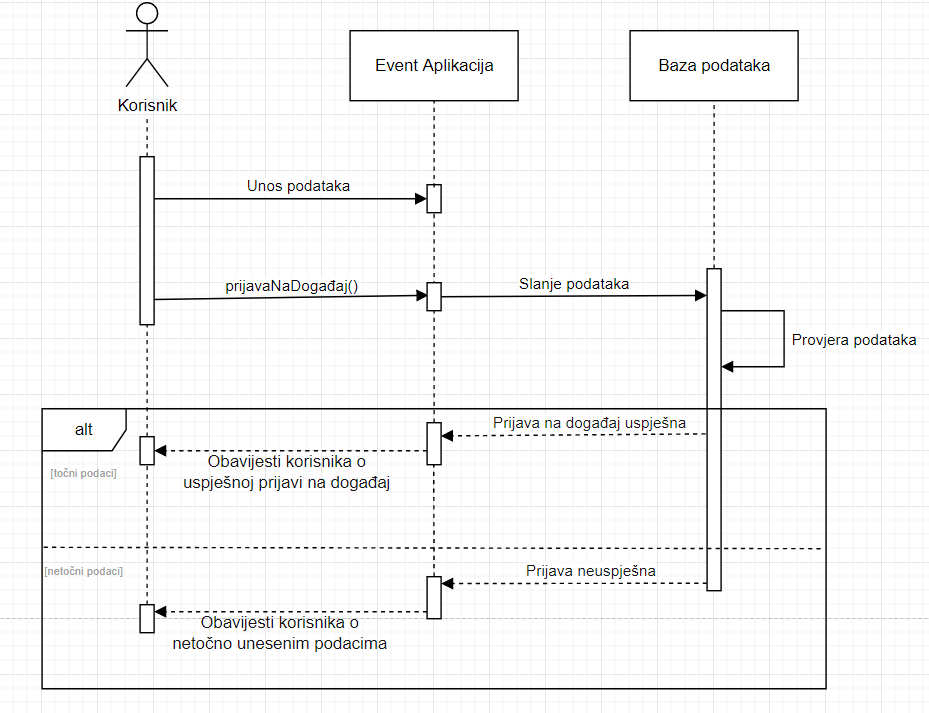 Korisnik
Event Aplikacija
Baza podataka
Unos podataka
prijavaNaDogađaj()
Slanje podataka
Provjera podataka
alt
Prijava na događaj uspješna
Obavijesti korisnika o
uspješnoj prijavi na događaj
[točni podaci]
[netočni podaci]
Prijava neuspješna
Obavijesti korisnika o
netočno unesenim podacima